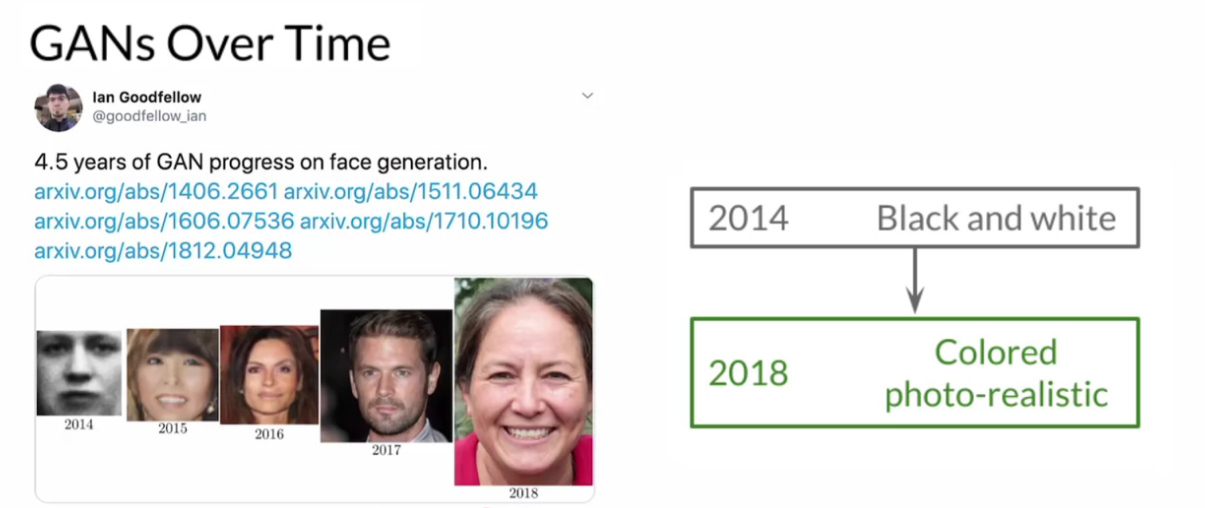 GANs Over Time
Ian Goodfellow
@goodfellow_ian
4.5 years of GAN progress on face generation.
arxiv.org/abs/1406.2661 arxiv.org/abs/1511.06434
arxiv.org/abs/1606.07536 arxiv.org/abs/1710.10196
arxiv.org/abs/1812.04948
2014
2015
2016
2017
2018
2014 Black and white
2018 Colored
photo-realistic